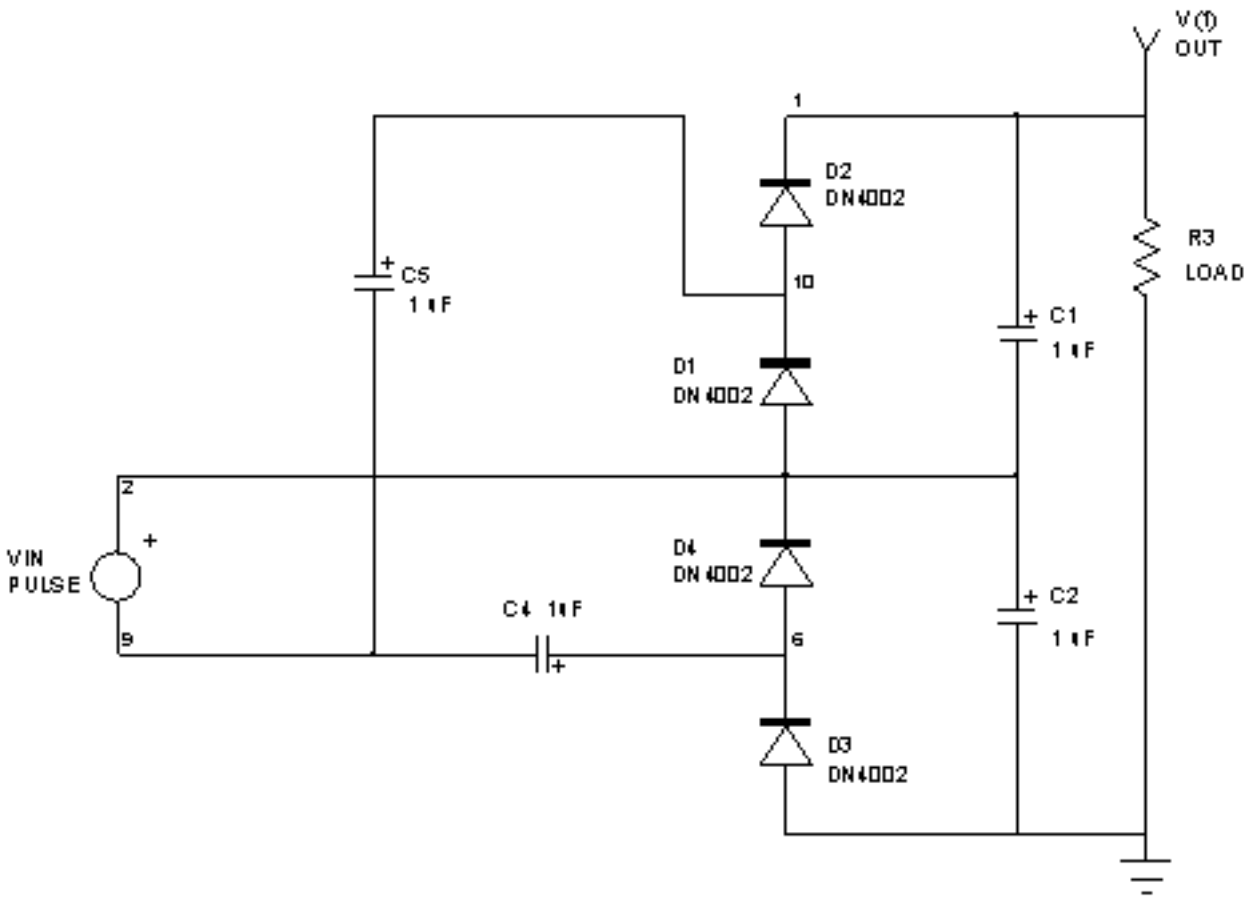 V(1)
OUT
1
D2
DN4002
R3
LOAD
C5
1uF
10
C1
1uF
D1
DN4002
2
+
VIN
PULSE
D4
DN4002
C4 1uF
C2
1uF
9
6
+
D3
DN4002